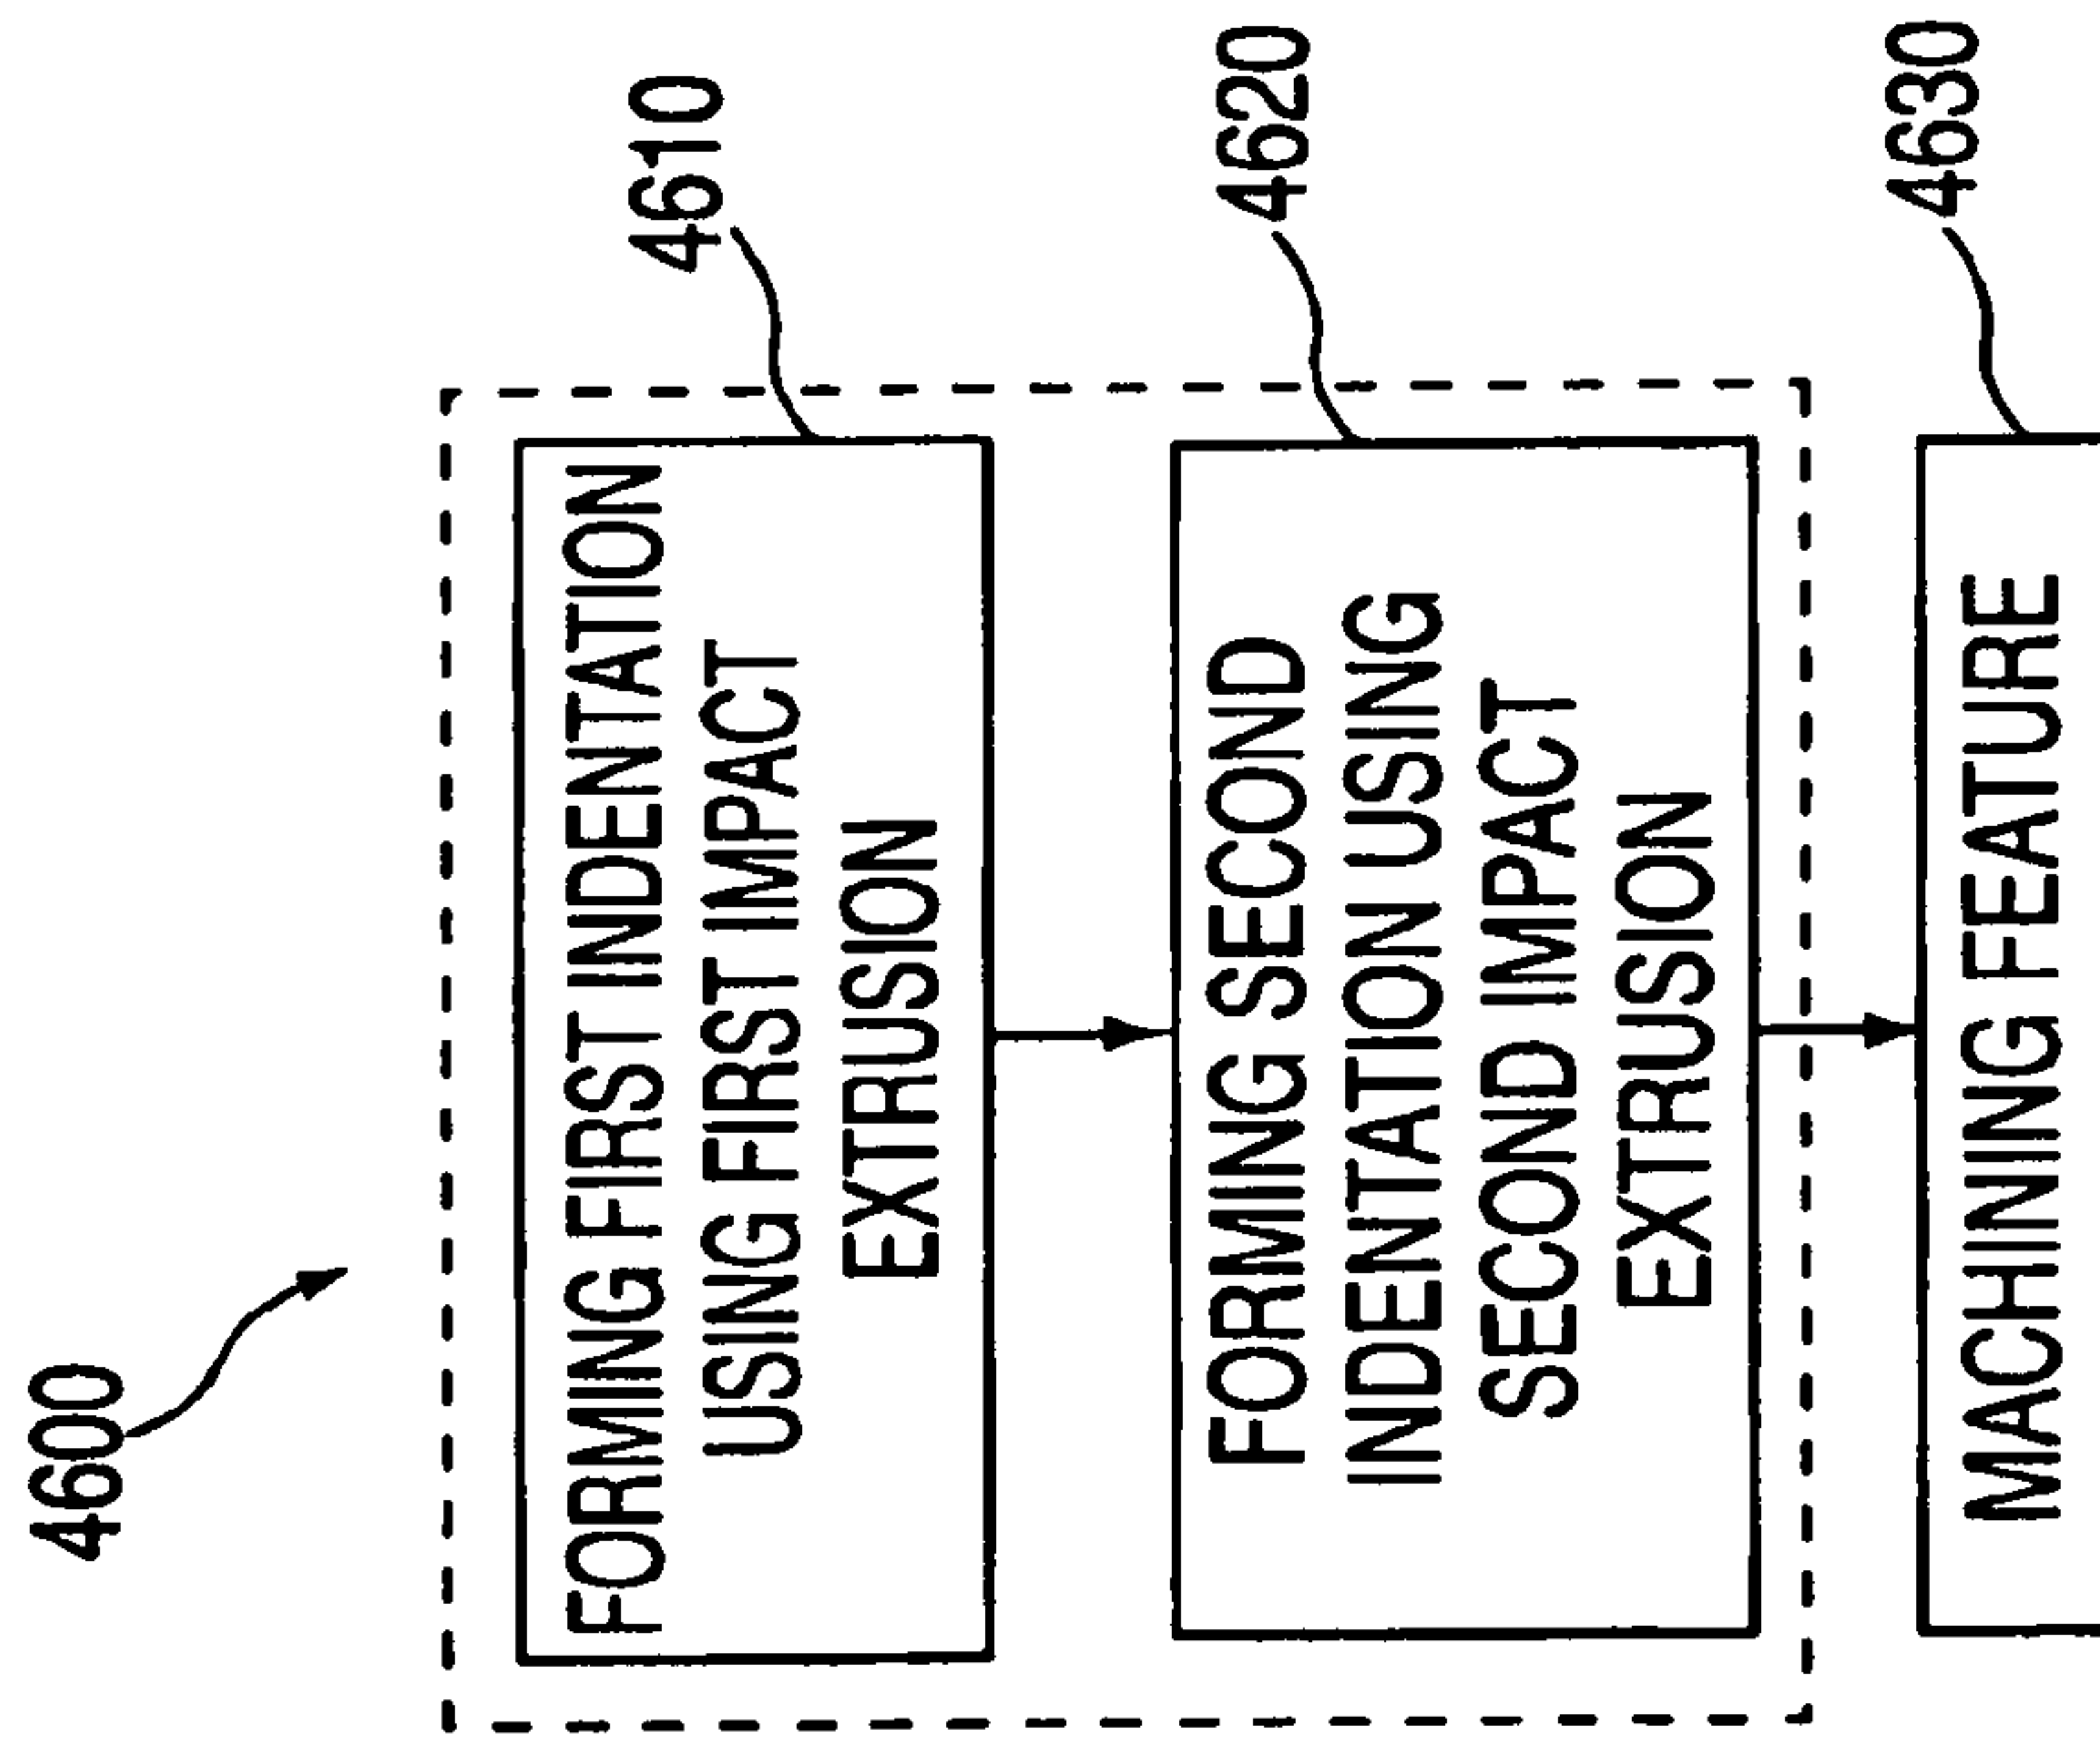 4600
4610
FORMING FIRST INDENTATION
USING FIRST IMPACT
EXTRUSION
4620
FORMING SECOND
INDENTATION USING
SECOND IMPACT
EXTRUSION
4630
MACHINING FEATURE